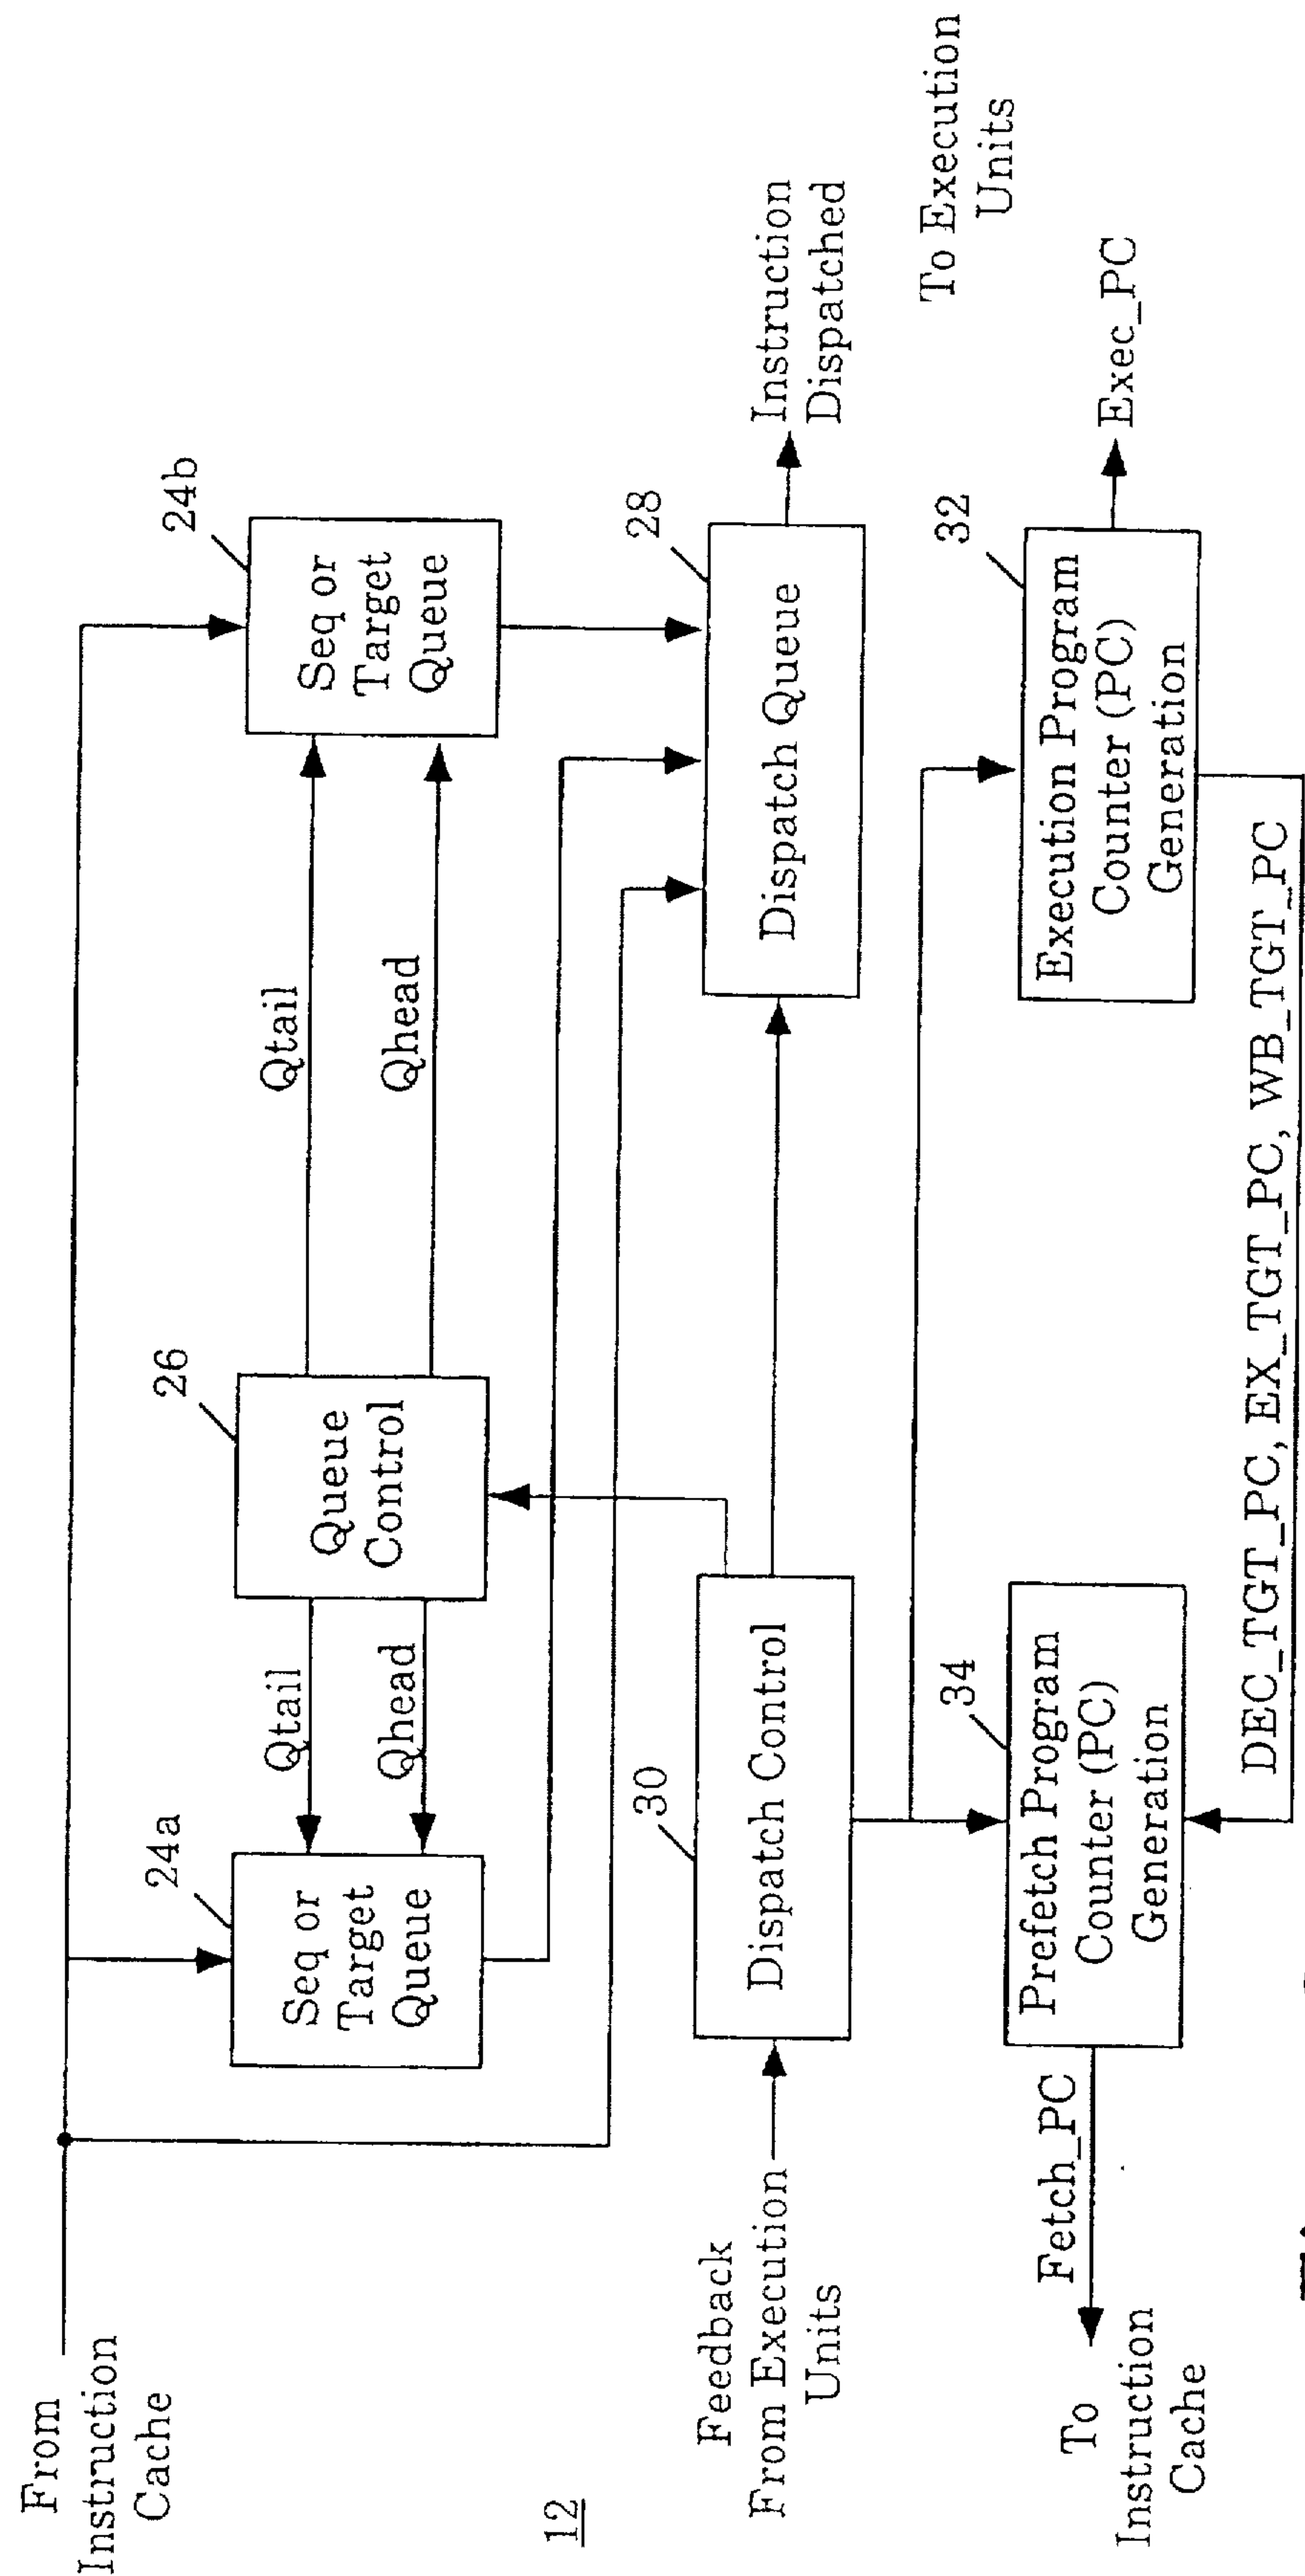 From
Instruction
Cache
24a
Seq or
Target
Queue
Qtail
Qhead
26
Queue
Control
Qtail
Qhead
24b
Seq or
Target
Queue
12
Feedback
From Execution
Units
30
Dispatch Control
28
Dispatch Queue
Instruction
Dispatched
To Execution
Units
To
Instruction
Cache
Fetch_PC
34
Prefetch Program
Counter (PC)
Generation
32
Execution Program
Counter (PC)
Generation
Exec_PC
DEC_TGT_PC, EX_TGT_PC, WB_TGT_PC